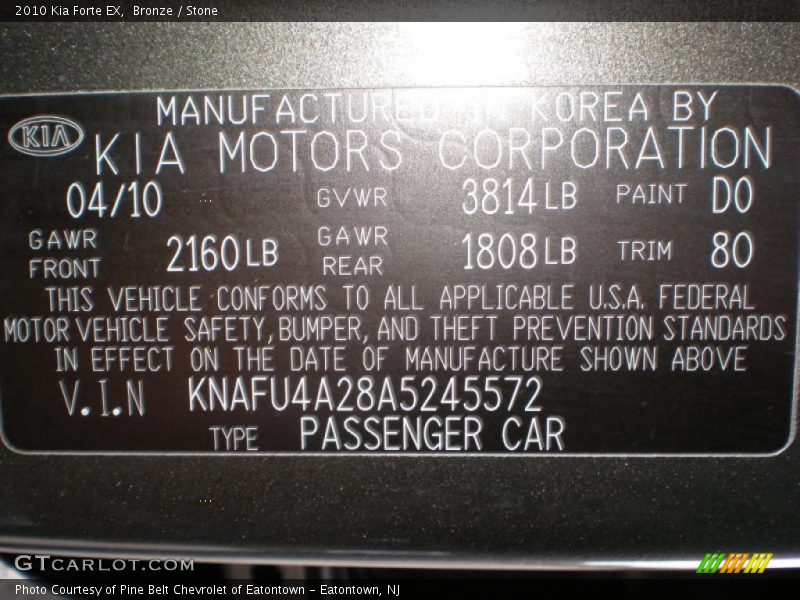 2010 Kia Forte EX, Bronze / Stone
MANUFACTURED IN KOREA BY
KIA KIA MOTORS CORPORATION
04/10 GVWR 3814LB PAINT D0
GAWR FRONT 2160LB GAWR REAR 1808LB TRIM 80
THIS VEHICLE CONFORMS TO ALL APPLICABLE U.S.A. FEDERAL
MOTOR VEHICLE SAFETY, BUMPER, AND THEFT PREVENTION STANDARDS
IN EFFECT ON THE DATE OF MANUFACTURE SHOWN ABOVE
V.I.N KNAFU4A28A5245572
TYPE PASSENGER CAR
GTCARLOT.COM
Photo Courtesy of Pine Belt Chevrolet of Eatontown - Eatontown, NJ